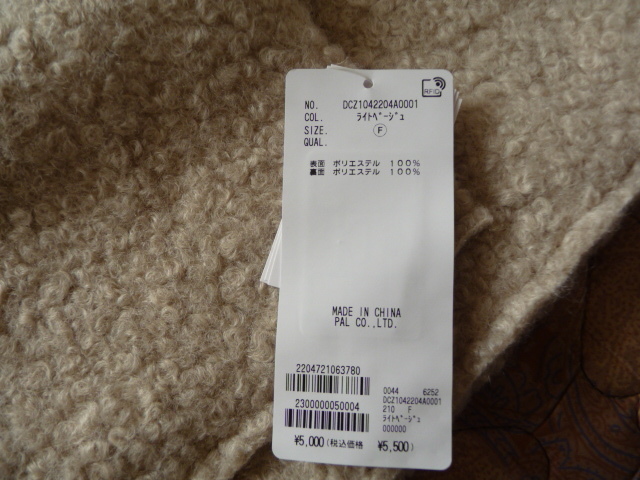 RFID
NO. DCZ1042204A0001
COL. ﾗｲﾄﾍﾞｰｼﾞｭ
SIZE. Ⓕ
QUAL.
表面 ポリエステル 100%
裏面 ポリエステル 100%
MADE IN CHINA
PAL CO.,LTD.
2204721063780
2300000050004
0044 6252
DCZ1042204A0001
210 F
ﾗｲﾄﾍﾞｰｼﾞｭ
000000
¥5,000(税込価格 ¥5,500)